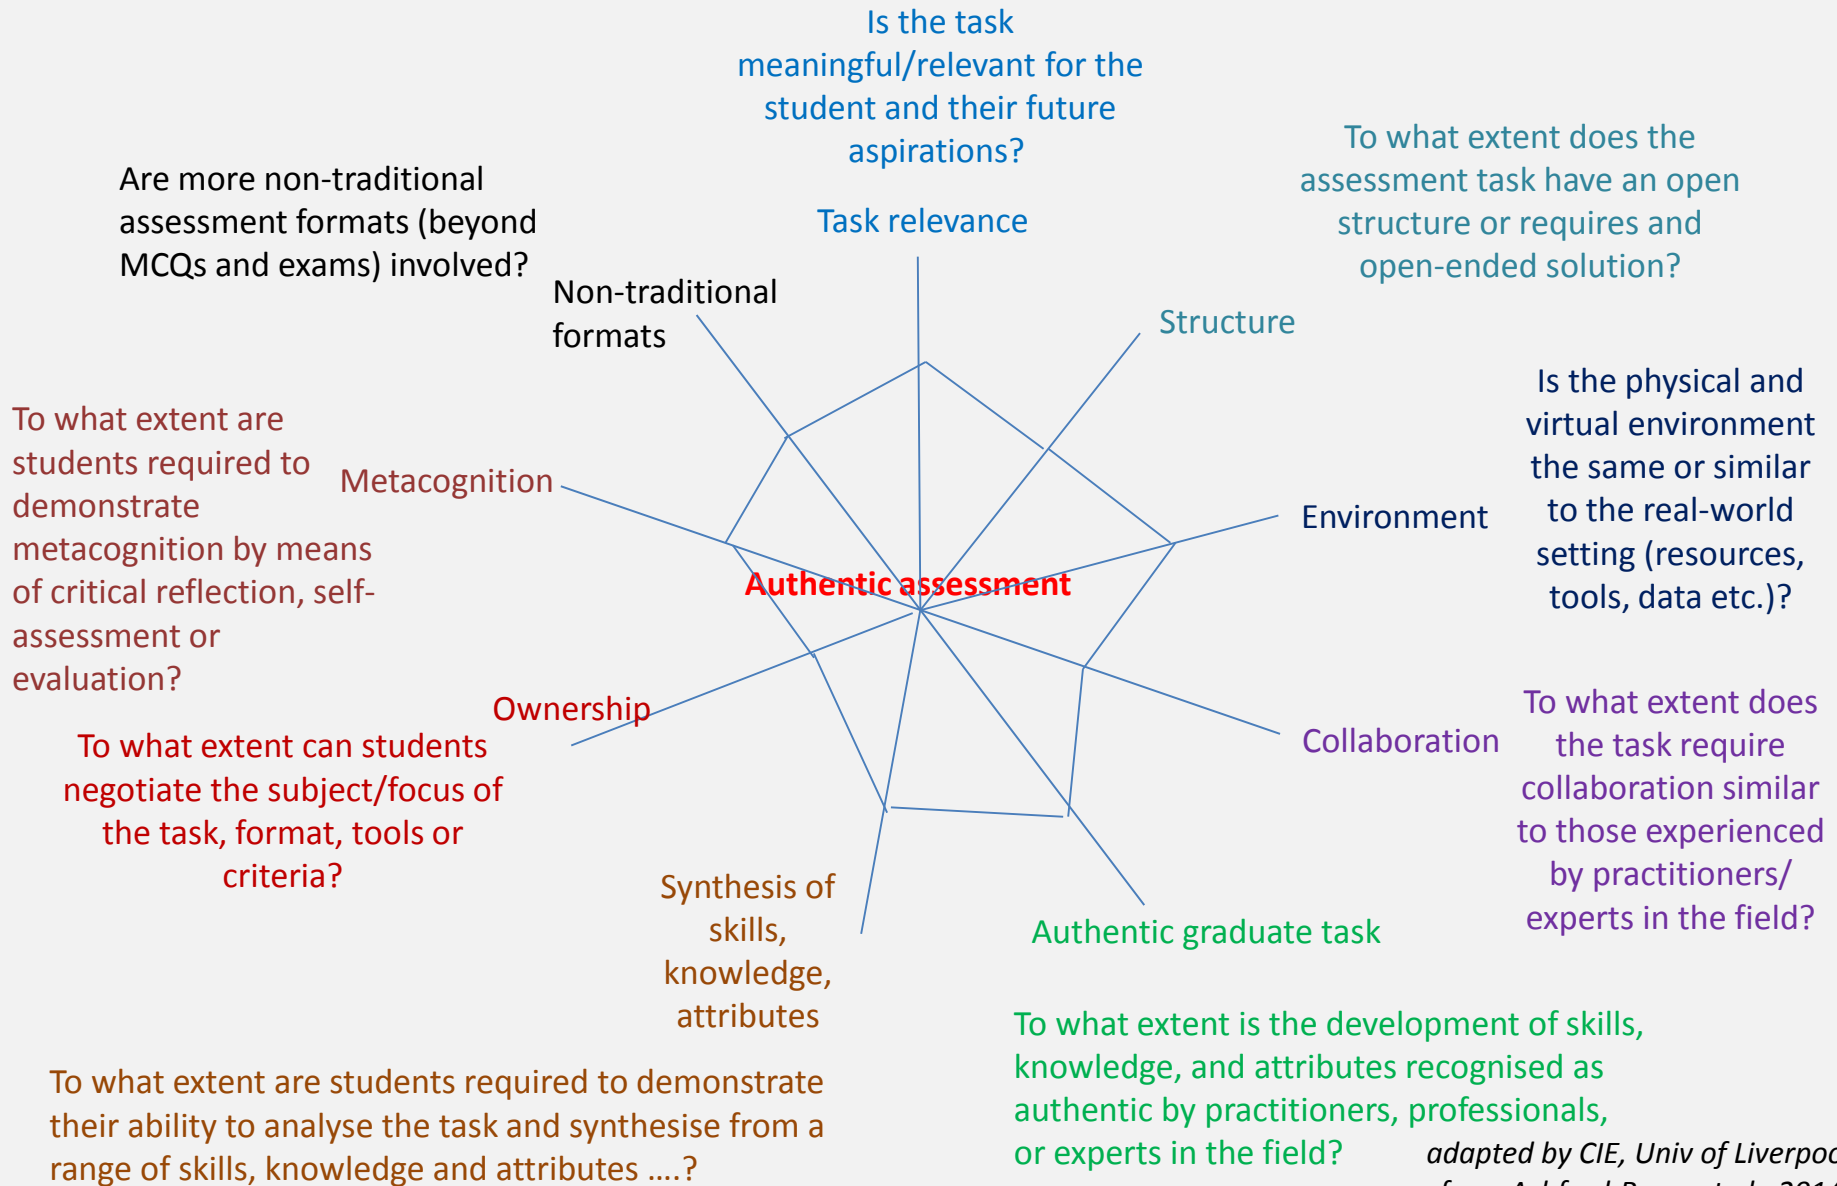 Is the task
meaningful/relevant for the
student and their future
aspirations?
Task relevance
To what extent does the
assessment task have an open
structure or requires and
open-ended solution?
Structure
Is the physical and
virtual environment
the same or similar
to the real-world
setting (resources,
tools, data etc.)?
Environment
To what extent does
the task require
collaboration similar
to those experienced
by practitioners/
experts in the field?
Collaboration
Authentic graduate task
To what extent is the development of skills,
knowledge, and attributes recognised as
authentic by practitioners, professionals,
or experts in the field?
Synthesis of
skills,
knowledge,
attributes
To what extent are students required to demonstrate
their ability to analyse the task and synthesise from a
range of skills, knowledge and attributes ….?
Ownership
To what extent can students
negotiate the subject/focus of
the task, format, tools or
criteria?
Metacognition
To what extent are
students required to
demonstrate
metacognition by means
of critical reflection, self-
assessment or
evaluation?
Non-traditional
formats
Are more non-traditional
assessment formats (beyond
MCQs and exams) involved?
Authentic assessment
adapted by CIE, Univ of Liverpoo